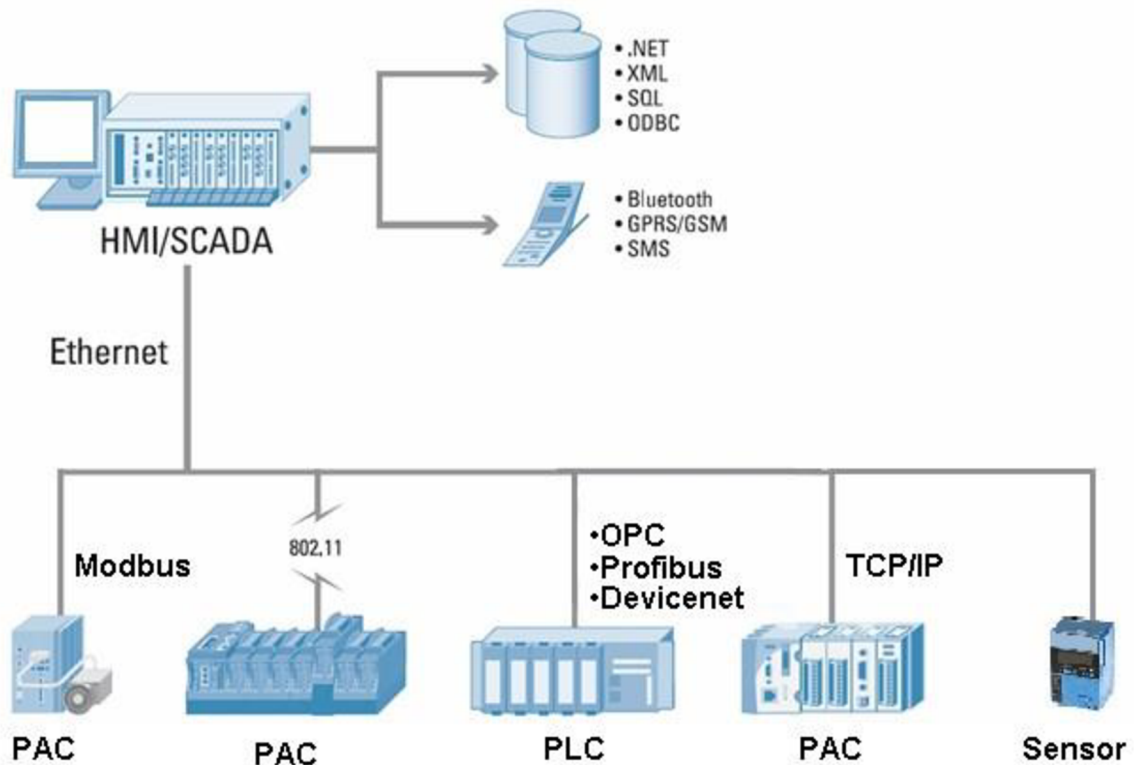 • .NET
• XML
• SQL
• ODBC
• Bluetooth
• GPRS/GSM
• SMS
HMI/SCADA
Ethernet
Modbus
802.11
•OPC
•Profibus
•Devicenet
TCP/IP
PAC
PAC
PLC
PAC
Sensor